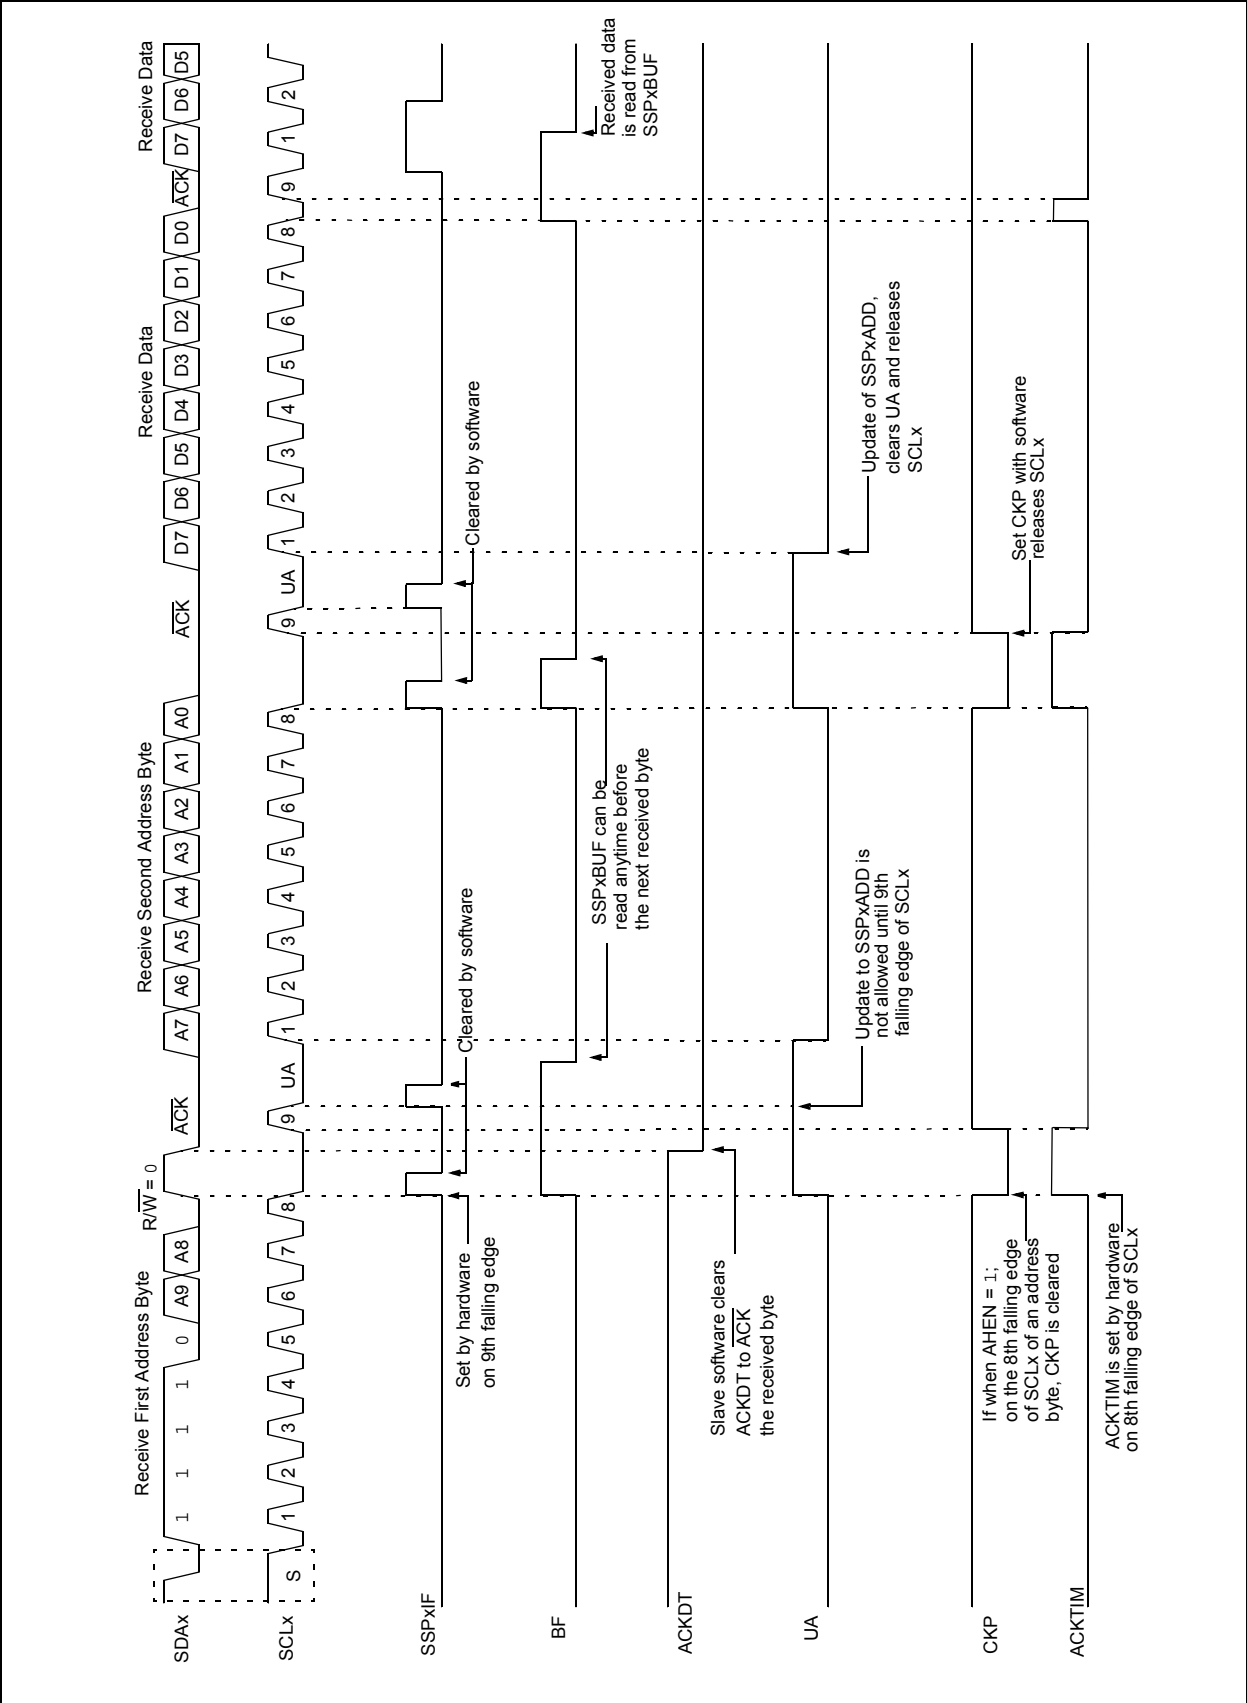 Receive First Address Byte
R/W = 0
Receive Second Address Byte
Receive Data
Receive Data
SDAx
1 1 1 1 0 A9 A8
ACK
A7 A6 A5 A4 A3 A2 A1 A0
ACK
D7 D6 D5 D4 D3 D2 D1 D0
ACK
D7 D6 D5
SCLx
S
1 2 3 4 5 6 7 8 9 UA
1 2 3 4 5 6 7 8 9 UA
1 2 3 4 5 6 7 8 9
1 2
SSPxIF
Set by hardware
on 9th falling edge
Cleared by software
Cleared by software
BF
SSPxBUF can be
read anytime before
the next received byte
Received data
is read from
SSPxBUF
ACKDT
Slave software clears
ACKDT to ACK
the received byte
UA
Update to SSPxADD is
not allowed until 9th
falling edge of SCLx
Update of SSPxADD,
clears UA and releases
SCLx
CKP
If when AHEN = 1;
on the 8th falling edge
of SCLx of an address
byte, CKP is cleared
Set CKP with software
releases SCLx
ACKTIM
ACKTIM is set by hardware
on 8th falling edge of SCLx